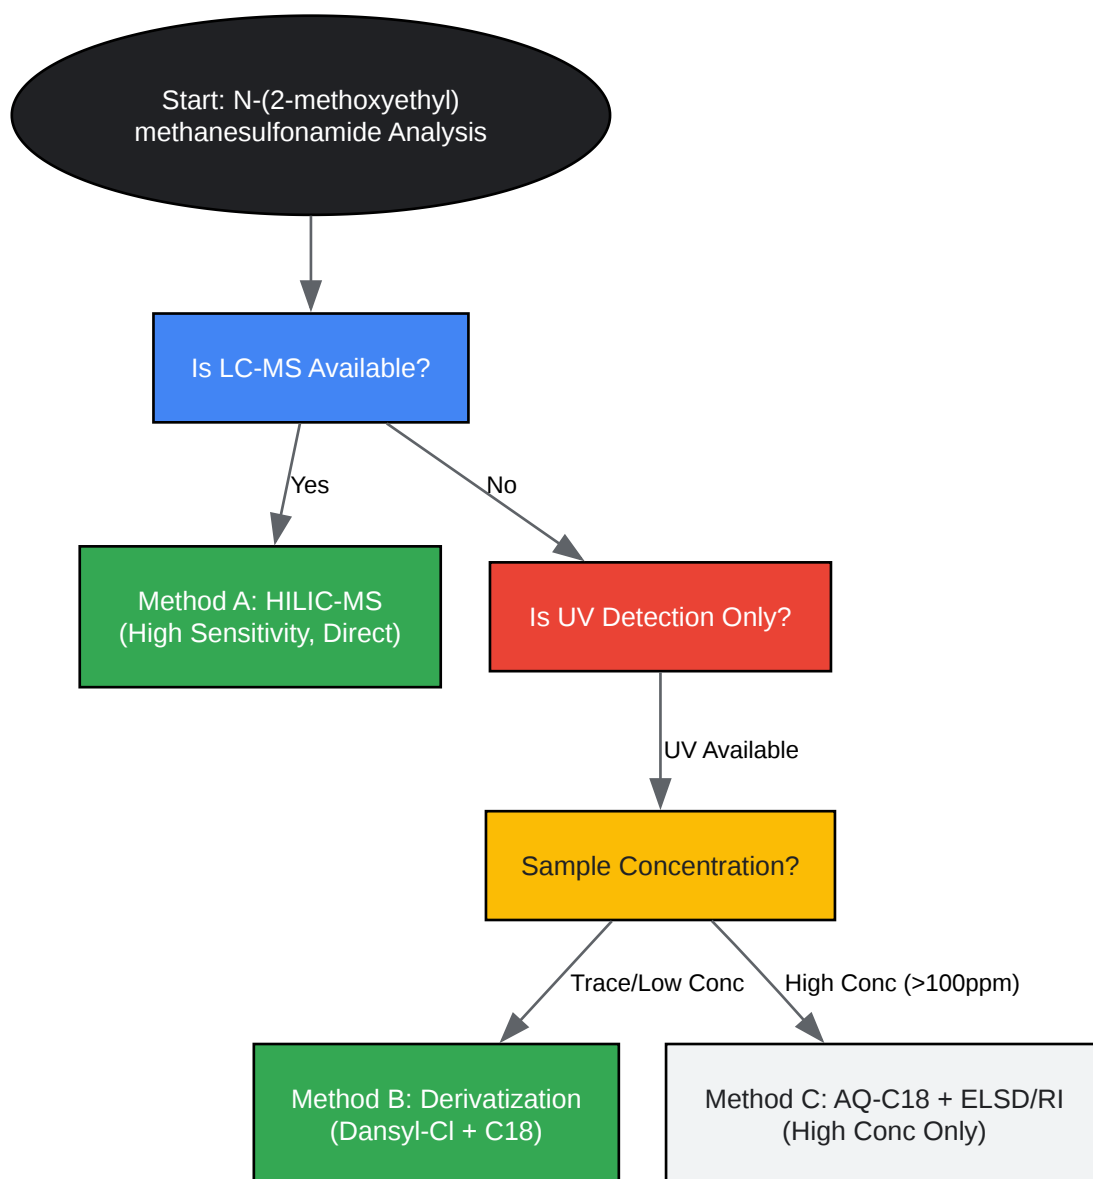 Start: N-(2-methoxyethyl)
methanesulfonamide Analysis
Is LC-MS Available?
Yes
No
Method A: HILIC-MS
(High Sensitivity, Direct)
Is UV Detection Only?
UV Available
Sample Concentration?
Trace/Low Conc
High Conc (>100ppm)
Method B: Derivatization
(Dansyl-Cl + C18)
Method C: AQ-C18 + ELSD/RI
(High Conc Only)